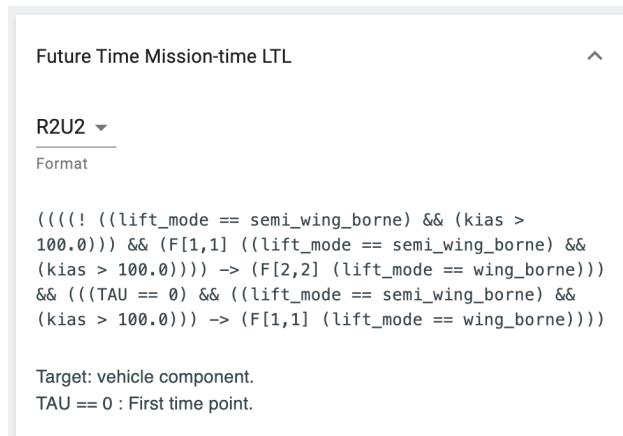 Future Time Mission-time LTL
R2U2
Format
((((! ((lift_mode == semi_wing_borne) && (kias >
100.0))) && (F[1,1] ((lift_mode == semi_wing_borne) &&
(kias > 100.0)))) -> (F[2,2] (lift_mode == wing_borne)))
&& (((TAU == 0) && ((lift_mode == semi_wing_borne) &&
(kias > 100.0))) -> (F[1,1] (lift_mode == wing_borne))))
Target: vehicle component.
TAU == 0 : First time point.